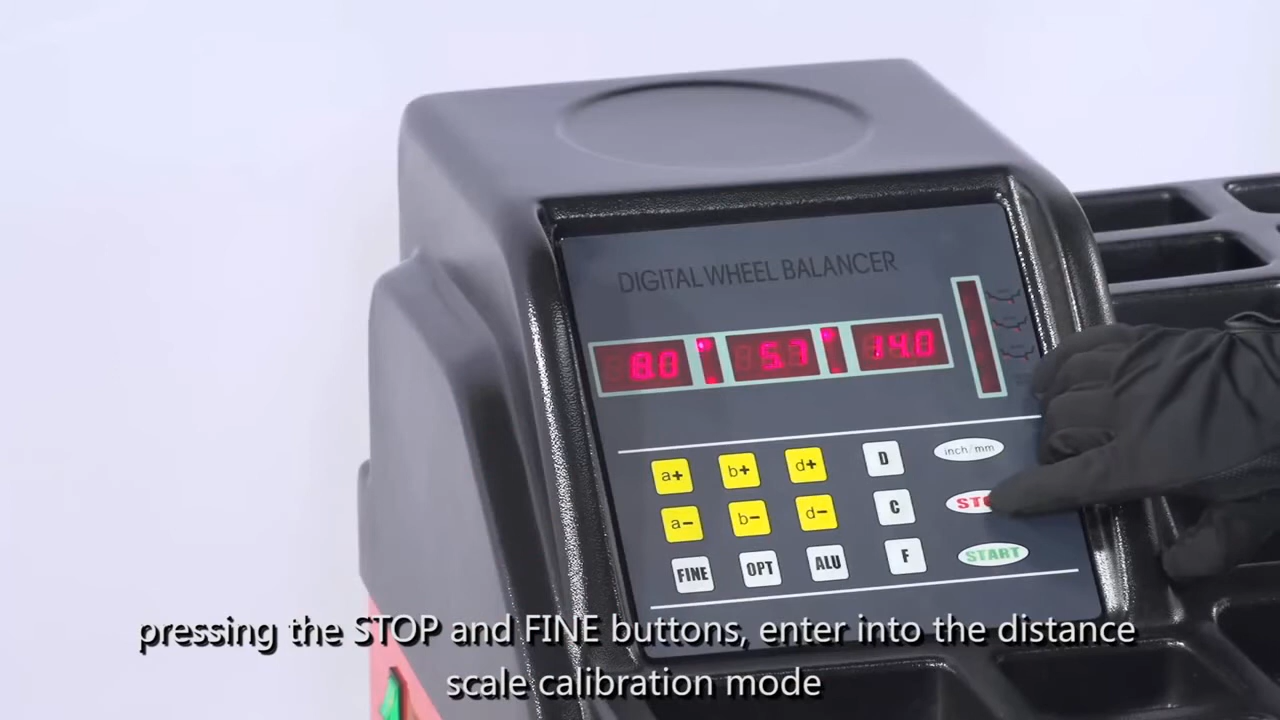 DIGITAL WHEEL BALANCER
8.0 5.7 14.0
a+ b+ d+ D inch/mm
a- b- d- C
FINE OPT ALU F START
pressing the STOP and FINE buttons, enter into the distance
scale calibration mode